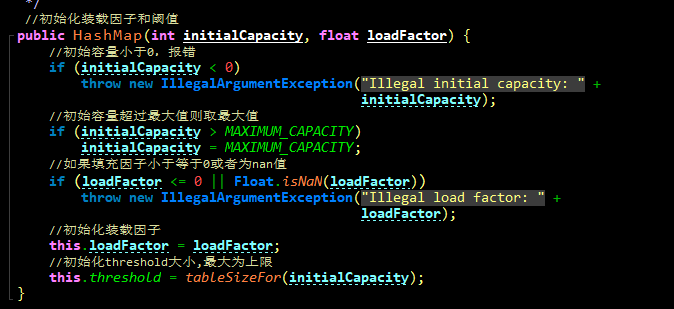 */
//初始化装载因子和阈值
public HashMap(int initialCapacity, float loadFactor) {
//初始容量小于0，报错
if (initialCapacity < 0)
throw new IllegalArgumentException("Illegal initial capacity: " +
initialCapacity);
//初始容量超过最大值则取最大值
if (initialCapacity > MAXIMUM_CAPACITY)
initialCapacity = MAXIMUM_CAPACITY;
//如果填充因子小于等于0或者为nan值
if (loadFactor <= 0 || Float.isNaN(loadFactor))
throw new IllegalArgumentException("Illegal load factor: " +
loadFactor);
//初始化装载因子
this.loadFactor = loadFactor;
//初始化threshold大小,最大为上限
this.threshold = tableSizeFor(initialCapacity);
}